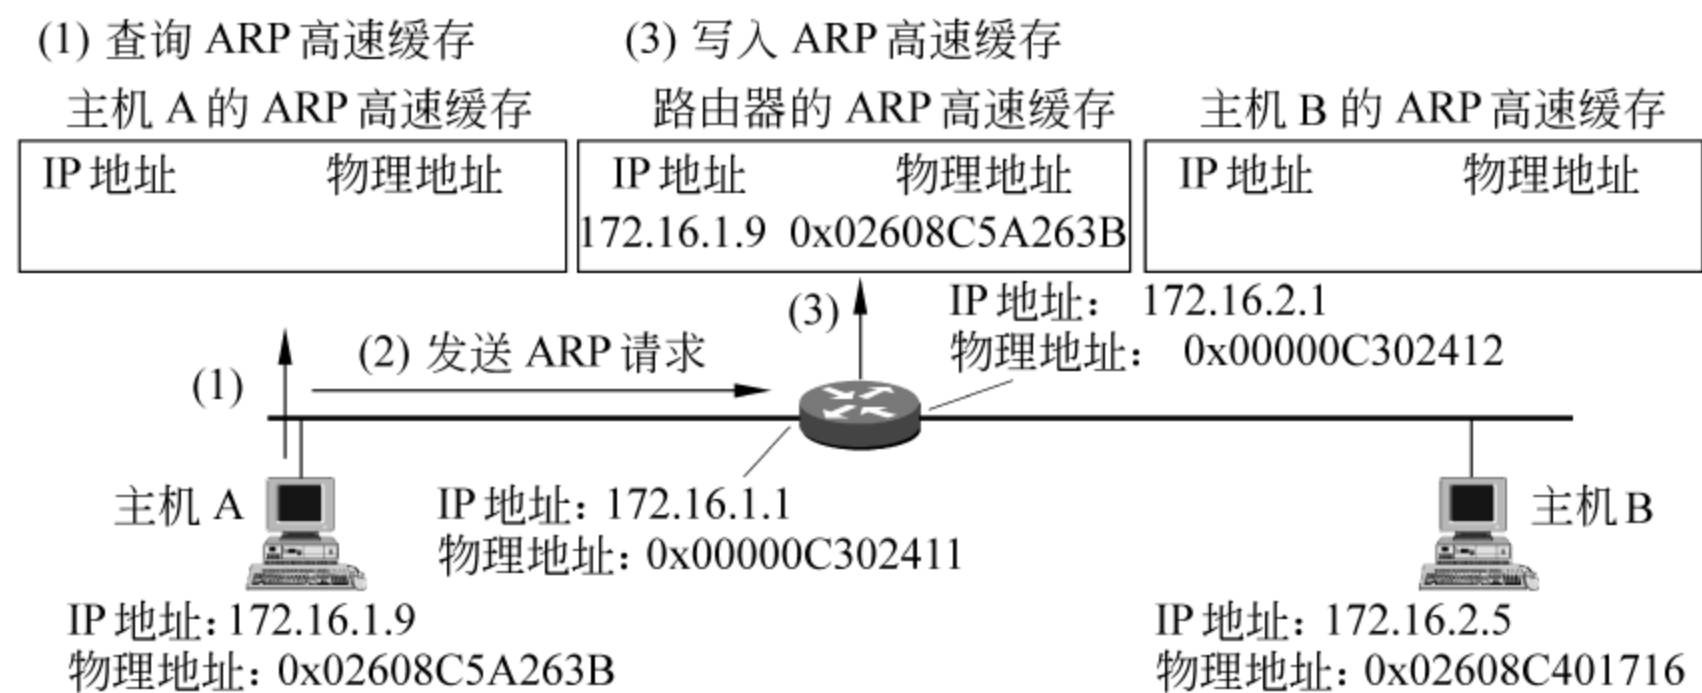 (1) 查询 ARP 高速缓存
(3) 写入 ARP 高速缓存
主机 A 的 ARP 高速缓存
路由器的 ARP 高速缓存
主机 B 的 ARP 高速缓存
IP 地址 物理地址
IP 地址 物理地址
172.16.1.9 0x02608C5A263B
IP 地址 物理地址
(3)
IP 地址： 172.16.2.1
物理地址： 0x00000C302412
(1)
(2) 发送 ARP 请求
主机 A
IP 地址：172.16.1.1
物理地址：0x00000C302411
主机 B
IP 地址：172.16.1.9
物理地址：0x02608C5A263B
IP 地址：172.16.2.5
物理地址：0x02608C401716